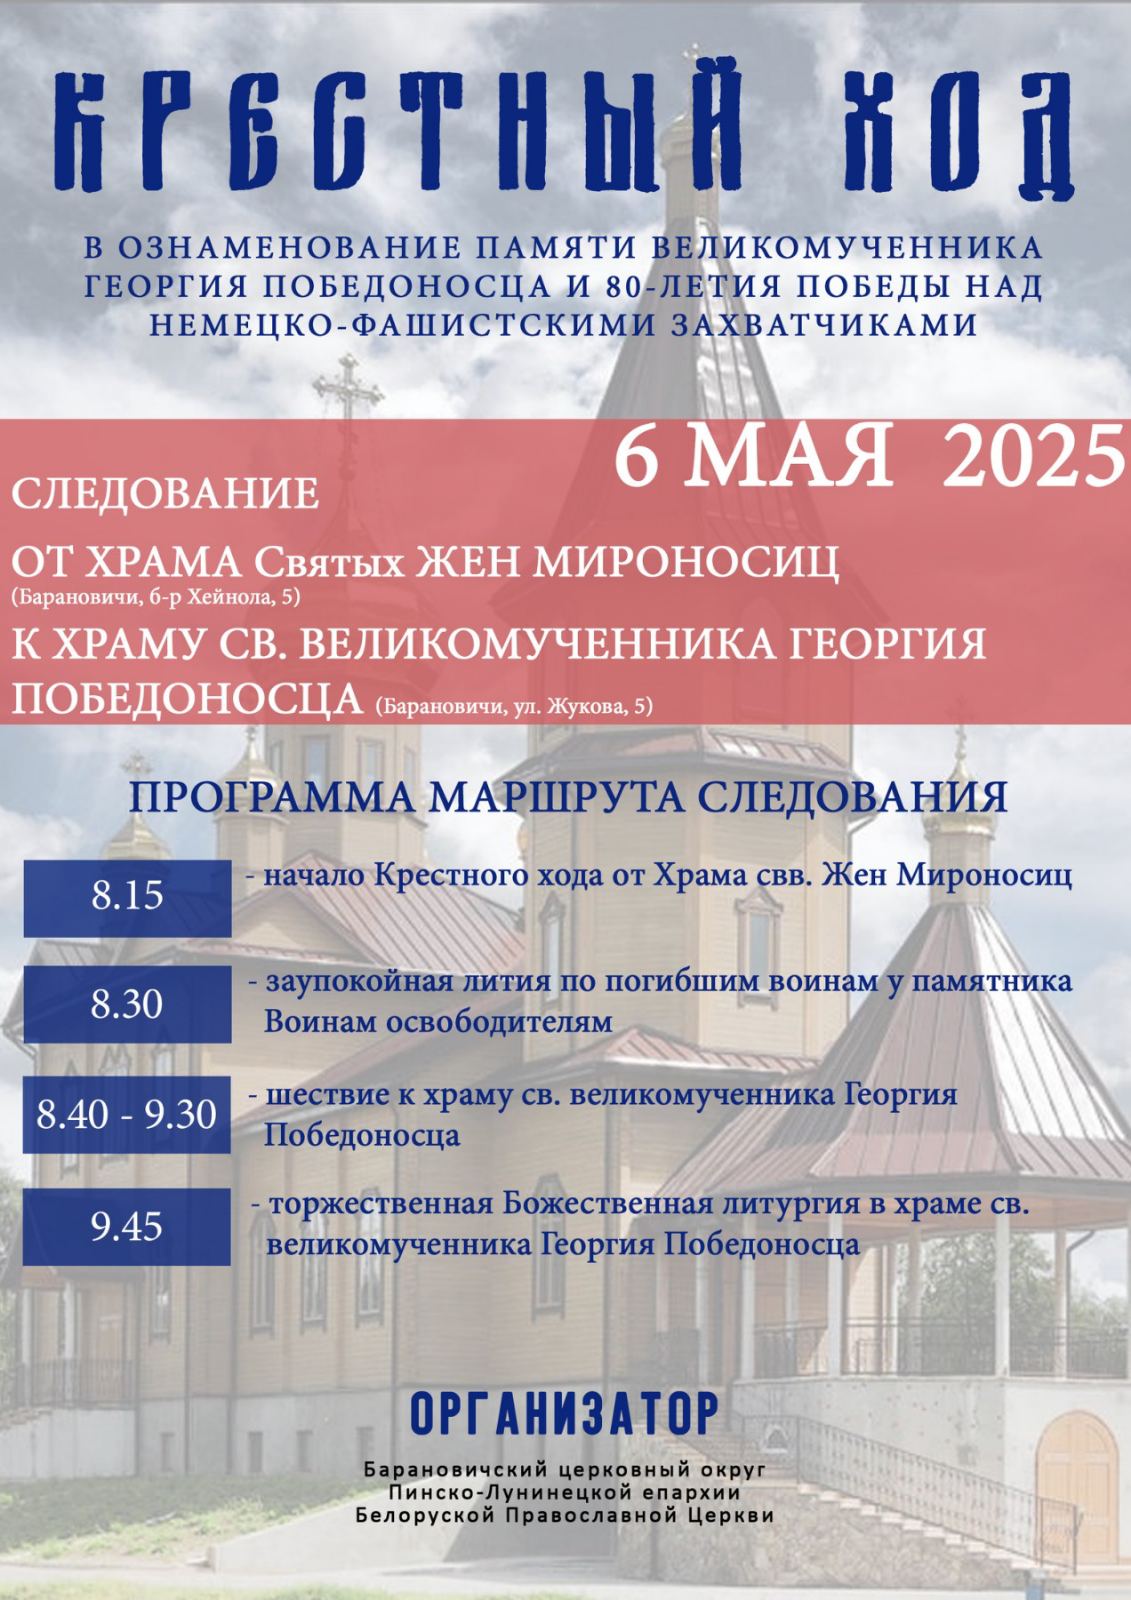 КРЕСТНЫЙ ХОД
В ОЗНАМЕНОВАНИЕ ПАМЯТИ ВЕЛИКОМУЧЕННИКА
ГЕОРГИЯ ПОБЕДОНОСЦА И 80-ЛЕТИЯ ПОБЕДЫ НАД
НЕМЕЦКО-ФАШИСТСКИМИ ЗАХВАТЧИКАМИ
6 МАЯ 2025
СЛЕДОВАНИЕ
ОТ ХРАМА Святых ЖЕН МИРОНОСИЦ
(Барановичи, б-р Хейнола, 5)
К ХРАМУ СВ. ВЕЛИКОМУЧЕННИКА ГЕОРГИЯ
ПОБЕДОНОСЦА (Барановичи, ул. Жукова, 5)
ПРОГРАММА МАРШРУТА СЛЕДОВАНИЯ
8.15 - начало Крестного хода от Храма свв. Жен Мироносиц
8.30 - заупокойная лития по погибшим воинам у памятника
Воинам освободителям
8.40 - 9.30 - шествие к храму св. великомученника Георгия
Победоносца
9.45 - торжественная Божественная литургия в храме св.
великомученника Георгия Победоносца
ОРГАНИЗАТОР
Барановичский церковный округ
Пинско-Лунинецкой епархии
Белоруской Православной Церкви